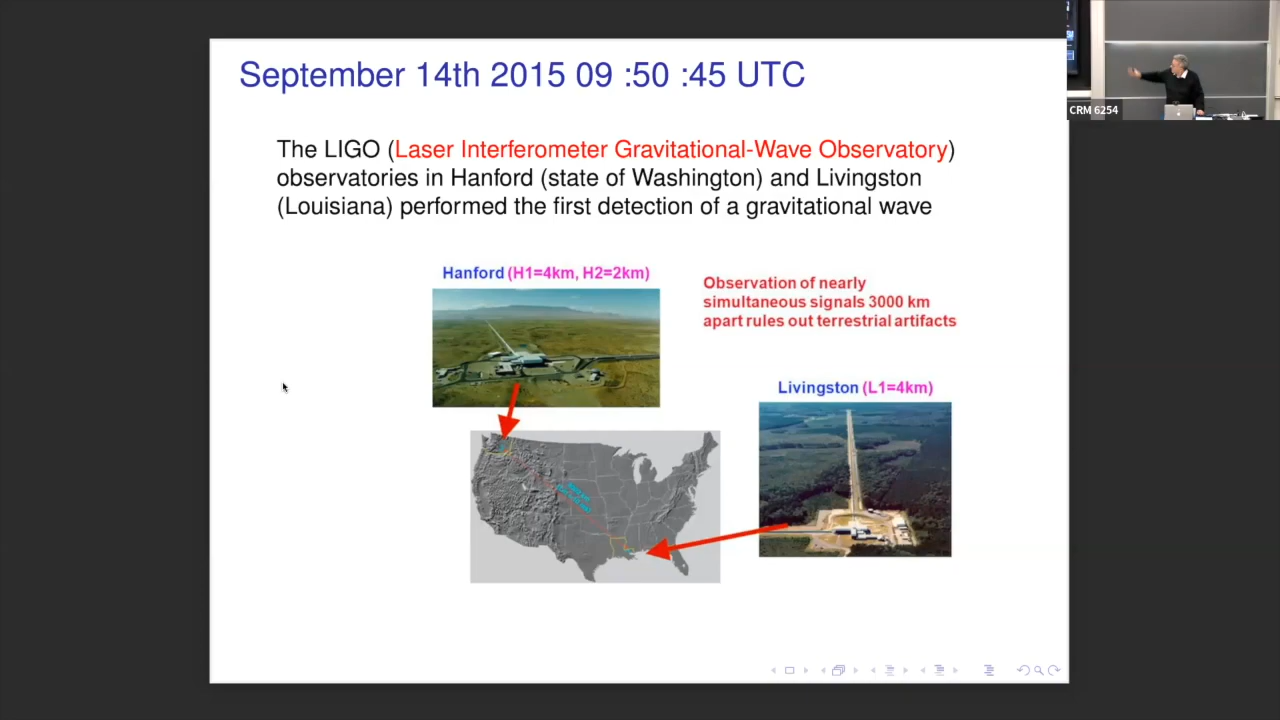 September 14th 2015 09 :50 :45 UTC
CRM 6254
The LIGO (Laser Interferometer Gravitational-Wave Observatory)
observatories in Hanford (state of Washington) and Livingston
(Louisiana) performed the first detection of a gravitational wave
Hanford (H1=4km, H2=2km)
Observation of nearly
simultaneous signals 3000 km
apart rules out terrestrial artifacts
Livingston (L1=4km)